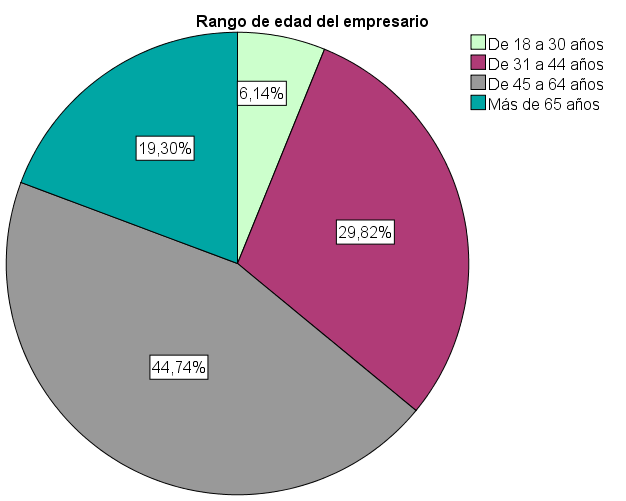 Rango de edad del empresario
De 18 a 30 años
De 31 a 44 años
De 45 a 64 años
Más de 65 años
6,14%
19,30%
29,82%
44,74%